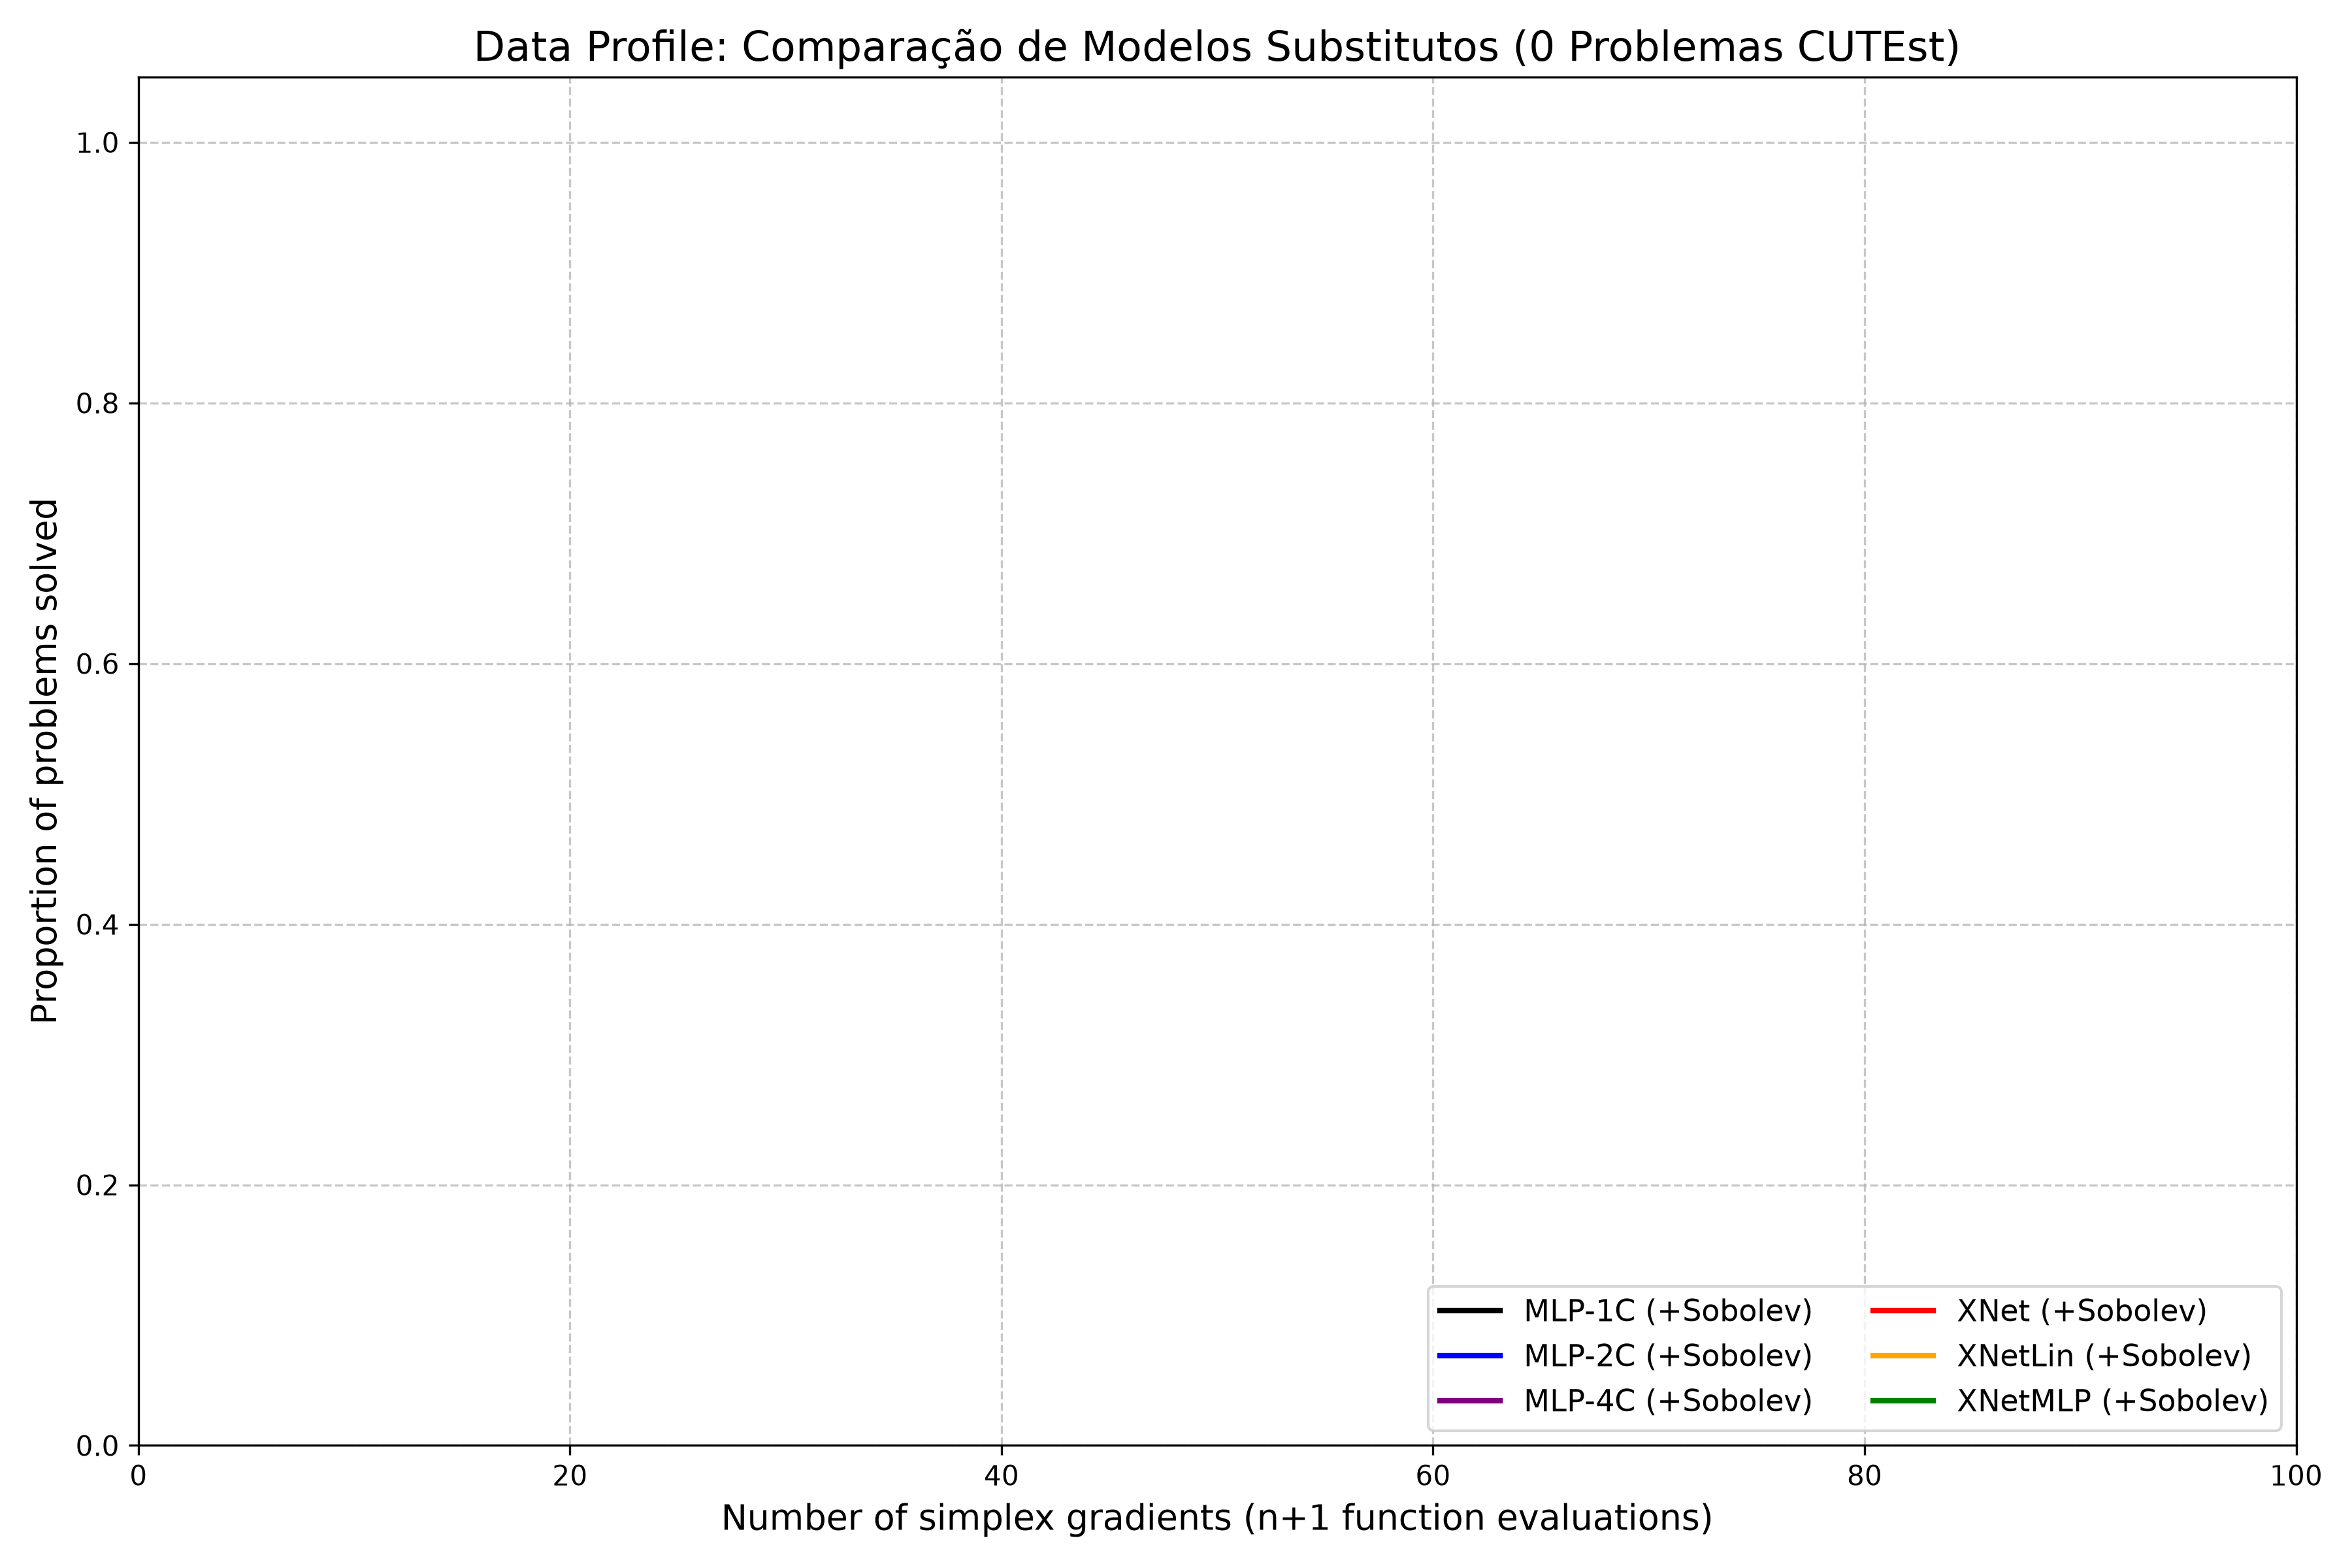 Data Profile: Comparação de Modelos Substitutos (0 Problemas CUTEst)
Proportion of problems solved
1.0
0.8
0.6
0.4
0.2
0.0
0 20 40 60 80 100
Number of simplex gradients (n+1 function evaluations)
MLP-1C (+Sobolev)
MLP-2C (+Sobolev)
MLP-4C (+Sobolev)
XNet (+Sobolev)
XNetLin (+Sobolev)
XNetMLP (+Sobolev)